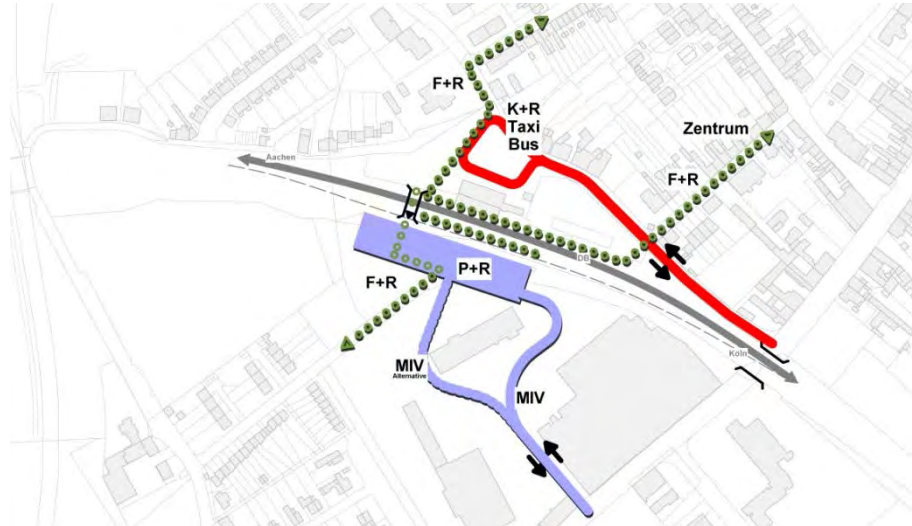 F+R
K+R
Taxi
Bus
Zentrum
F+R
Aachen
DB
P+R
F+R
Köln
MIV
Alternative
MIV